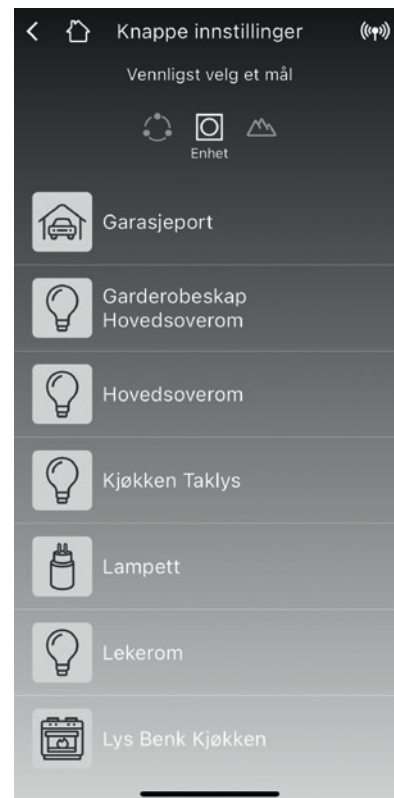 Knappe innstillinger
Vennligst velg et mål
Enhet
Garasjeport
Garderobeskap
Hovedsoverom
Hovedsoverom
Kjøkken Taklys
Lampett
Lekerom
Lys Benk Kjøkken